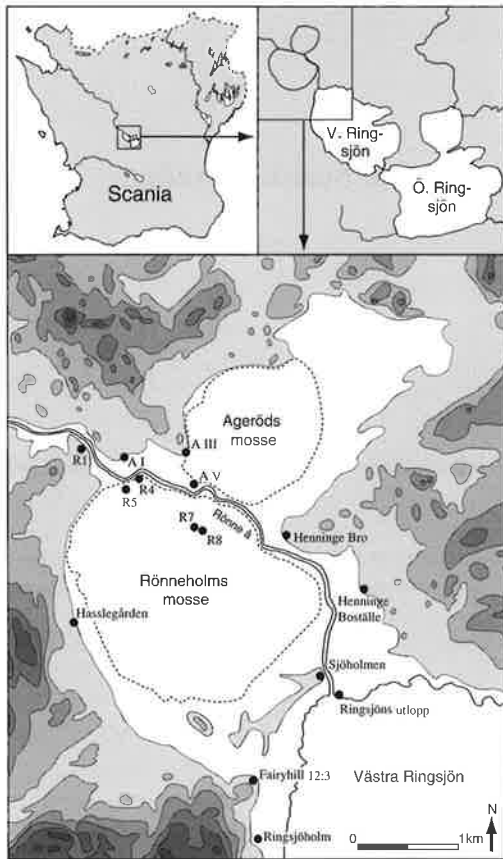 Scania
V. Ring-
sjön
Ö. Ring-
sjön
Ageröds
mosse
A III
R1
A I
R4
A V
R5
Rönne å
R7
R8
Henninge Bro
Rönneholms
mosse
Hasslegården
Henninge
Boställe
Sjöholmen
Ringsjöns utlopp
Fairyhill 12:3
Västra Ringsjön
N
Ringsjöholm
0 1km